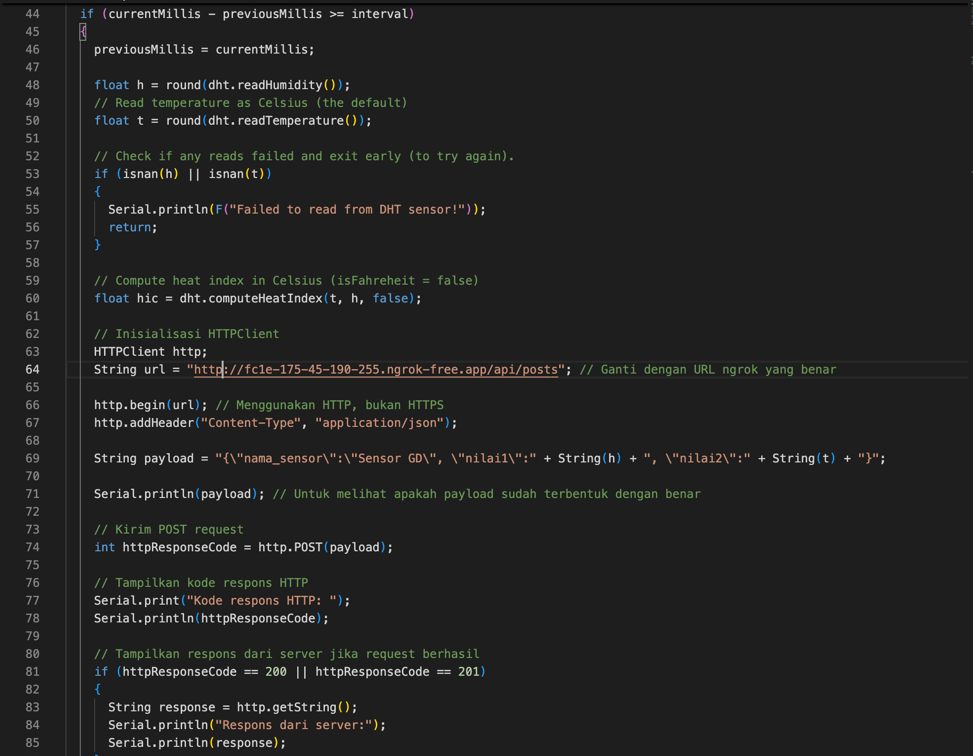 44 if (currentMillis - previousMillis >= interval)
45 {
46 previousMillis = currentMillis;
47
48 float h = round(dht.readHumidity());
49 // Read temperature as Celsius (the default)
50 float t = round(dht.readTemperature());
51
52 // Check if any reads failed and exit early (to try again).
53 if (isnan(h) || isnan(t))
54 {
55 Serial.println(F("Failed to read from DHT sensor!"));
56 return;
57 }
58
59 // Compute heat index in Celsius (isFahreheit = false)
60 float hic = dht.computeHeatIndex(t, h, false);
61
62 // Inisialisasi HTTPClient
63 HTTPClient http;
64 String url = "http://fc1e-175-45-190-255.ngrok-free.app/api/posts"; // Ganti dengan URL ngrok yang benar
65
66 http.begin(url); // Menggunakan HTTP, bukan HTTPS
67 http.addHeader("Content-Type", "application/json");
68
69 String payload = "{\"nama_sensor\":\"Sensor GD\", \"nilai1\":" + String(h) + ", \"nilai2\":" + String(t) + "}";
70
71 Serial.println(payload); // Untuk melihat apakah payload sudah terbentuk dengan benar
72
73 // Kirim POST request
74 int httpResponseCode = http.POST(payload);
75
76 // Tampilkan kode respons HTTP
77 Serial.print("Kode respons HTTP: ");
78 Serial.println(httpResponseCode);
79
80 // Tampilkan respons dari server jika request berhasil
81 if (httpResponseCode == 200 || httpResponseCode == 201)
82 {
83 String response = http.getString();
84 Serial.println("Respons dari server:");
85 Serial.println(response);